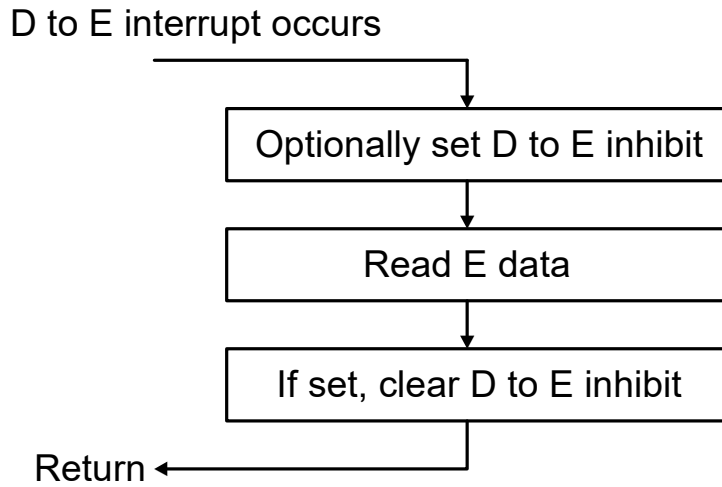 D to E interrupt occurs
Optionally set D to E inhibit
Read E data
If set, clear D to E inhibit
Return